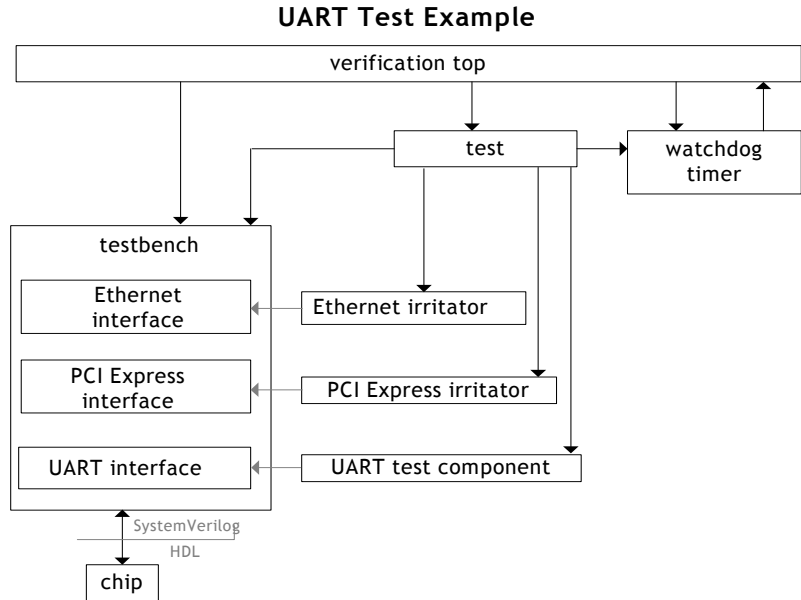 UART Test Example
verification top
test
watchdog
timer
testbench
Ethernet
interface
Ethernet irritator
PCI Express
interface
PCI Express irritator
UART interface
UART test component
SystemVerilog
HDL
chip